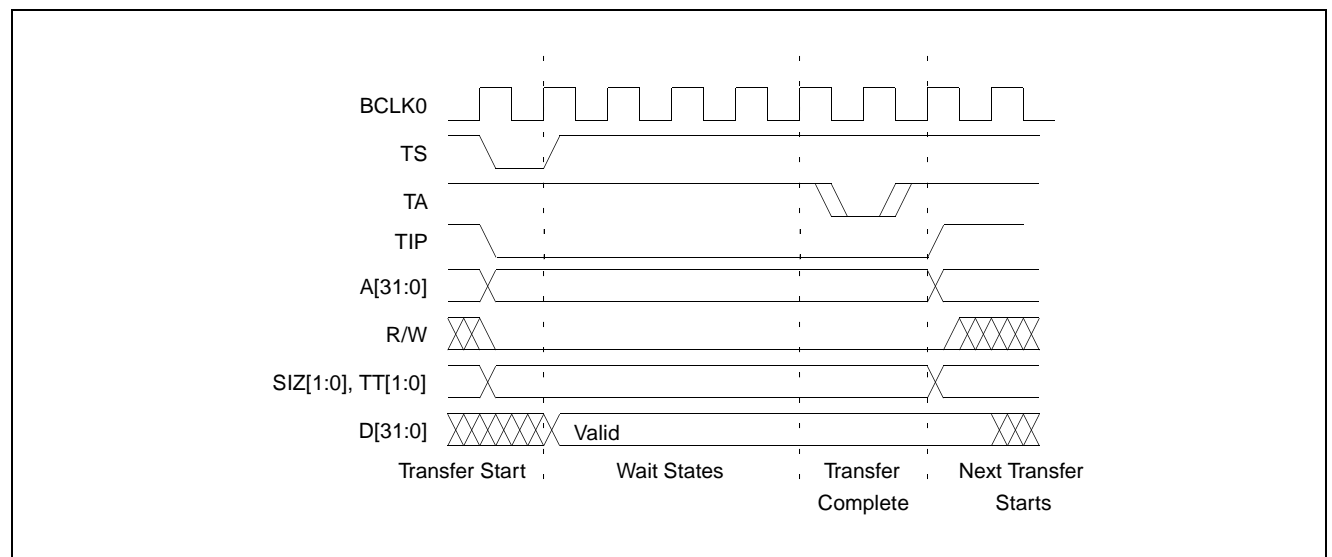 BCLK0
TS
TA
TIP
A[31:0]
R/W
SIZ[1:0], TT[1:0]
D[31:0]
Valid
Transfer Start
Wait States
Transfer
Complete
Next Transfer
Starts